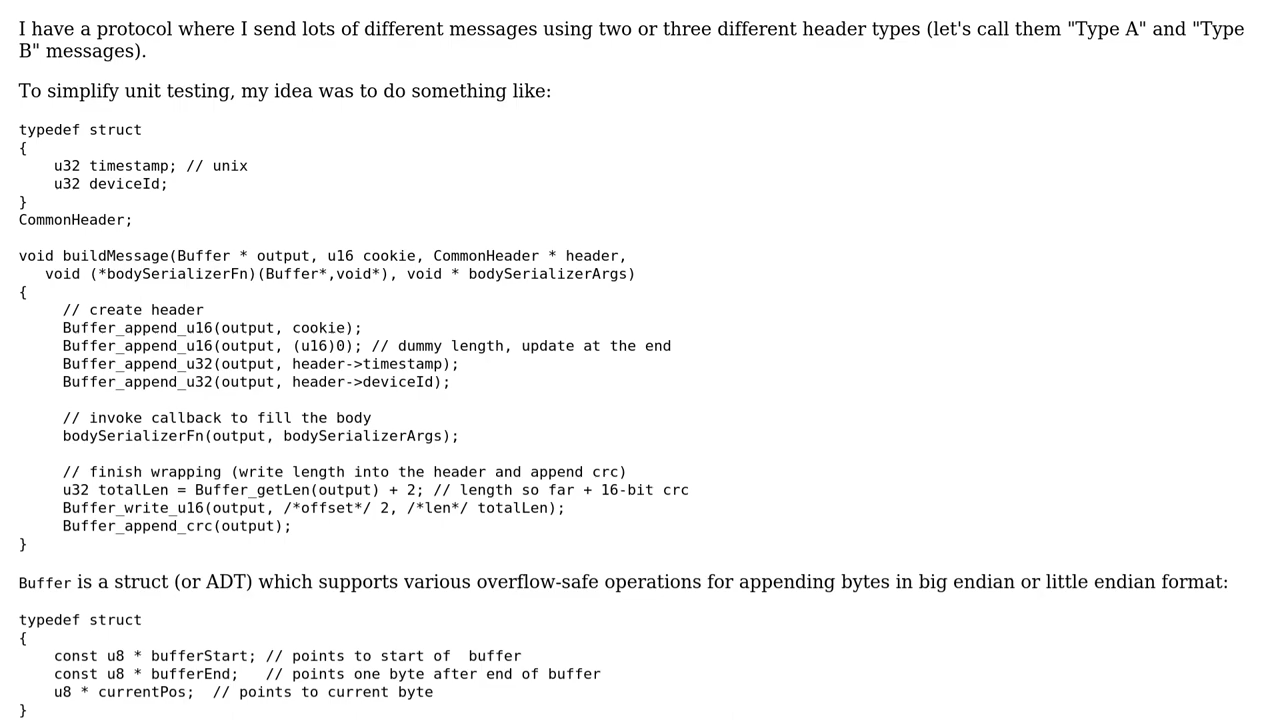 I have a protocol where I send lots of different messages using two or three different header types (let's call them "Type A" and "Type
B" messages).
To simplify unit testing, my idea was to do something like:
typedef struct
{
    u32 timestamp; // unix
    u32 deviceId;
}
CommonHeader;
void buildMessage(Buffer * output, u16 cookie, CommonHeader * header,
   void (*bodySerializerFn)(Buffer*,void*), void * bodySerializerArgs)
{
     // create header
     Buffer_append_u16(output, cookie);
     Buffer_append_u16(output, (u16)0); // dummy length, update at the end
     Buffer_append_u32(output, header->timestamp);
     Buffer_append_u32(output, header->deviceId);
     // invoke callback to fill the body
     bodySerializerFn(output, bodySerializerArgs);
     // finish wrapping (write length into the header and append crc)
     u32 totalLen = Buffer_getLen(output) + 2; // length so far + 16-bit crc
     Buffer_write_u16(output, /*offset*/ 2, /*len*/ totalLen);
     Buffer_append_crc(output);
}
Buffer is a struct (or ADT) which supports various overflow-safe operations for appending bytes in big endian or little endian format:
typedef struct
{
    const u8 * bufferStart; // points to start of  buffer
    const u8 * bufferEnd;   // points one byte after end of buffer
    u8 * currentPos;  // points to current byte
}